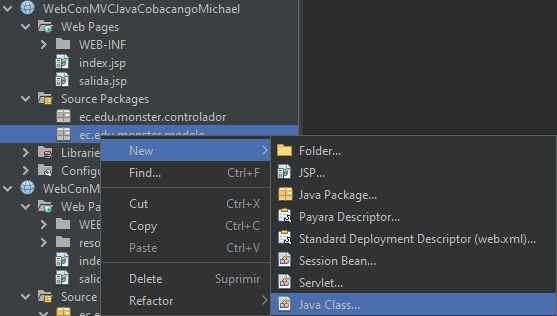 WebConMVCJavaCobacangoMichael
Web Pages
WEB-INF
index.jsp
salida.jsp
Source Packages
ec.edu.monster.controlador
ec.edu.monster.modelo
Librarie
Configu
WebConMV
Web Pa
WEB
reso
inde
salid
Source
ec.e
New
Find... Ctrl+F
Cut Ctrl+X
Copy Ctrl+C
Paste Ctrl+V
Delete Suprimir
Refactor
Folder...
JSP...
Java Package...
Payara Descriptor...
Standard Deployment Descriptor (web.xml)...
Session Bean...
Servlet...
Java Class...